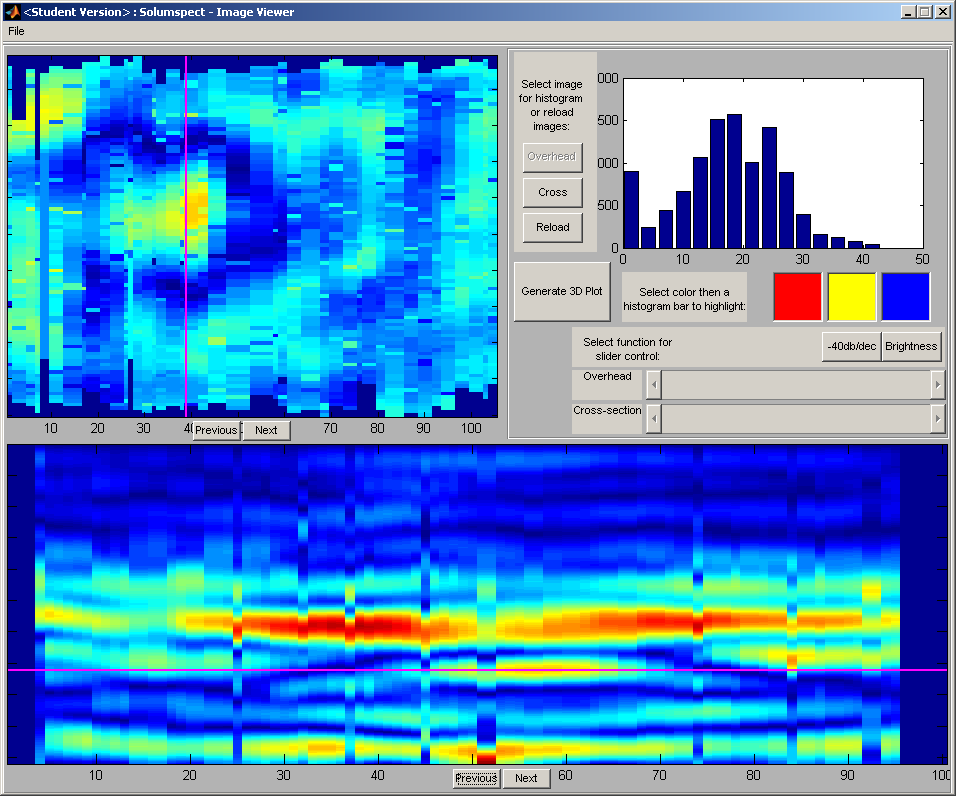 <Student Version> : Solumspect - Image Viewer
File
Select image
for histogram
or reload
images:
Overhead
Cross
Reload
000
500
000
500
0
0 10 20 30 40 50
Generate 3D Plot
Select color then a
histogram bar to highlight:
Select function for
slider control:
-40db/dec Brightness
Overhead
Cross-section
10 20 30 4 50 60 70 80 90 100
Previous Next
10 20 30 40 60 70 80 90 100
Previous Next